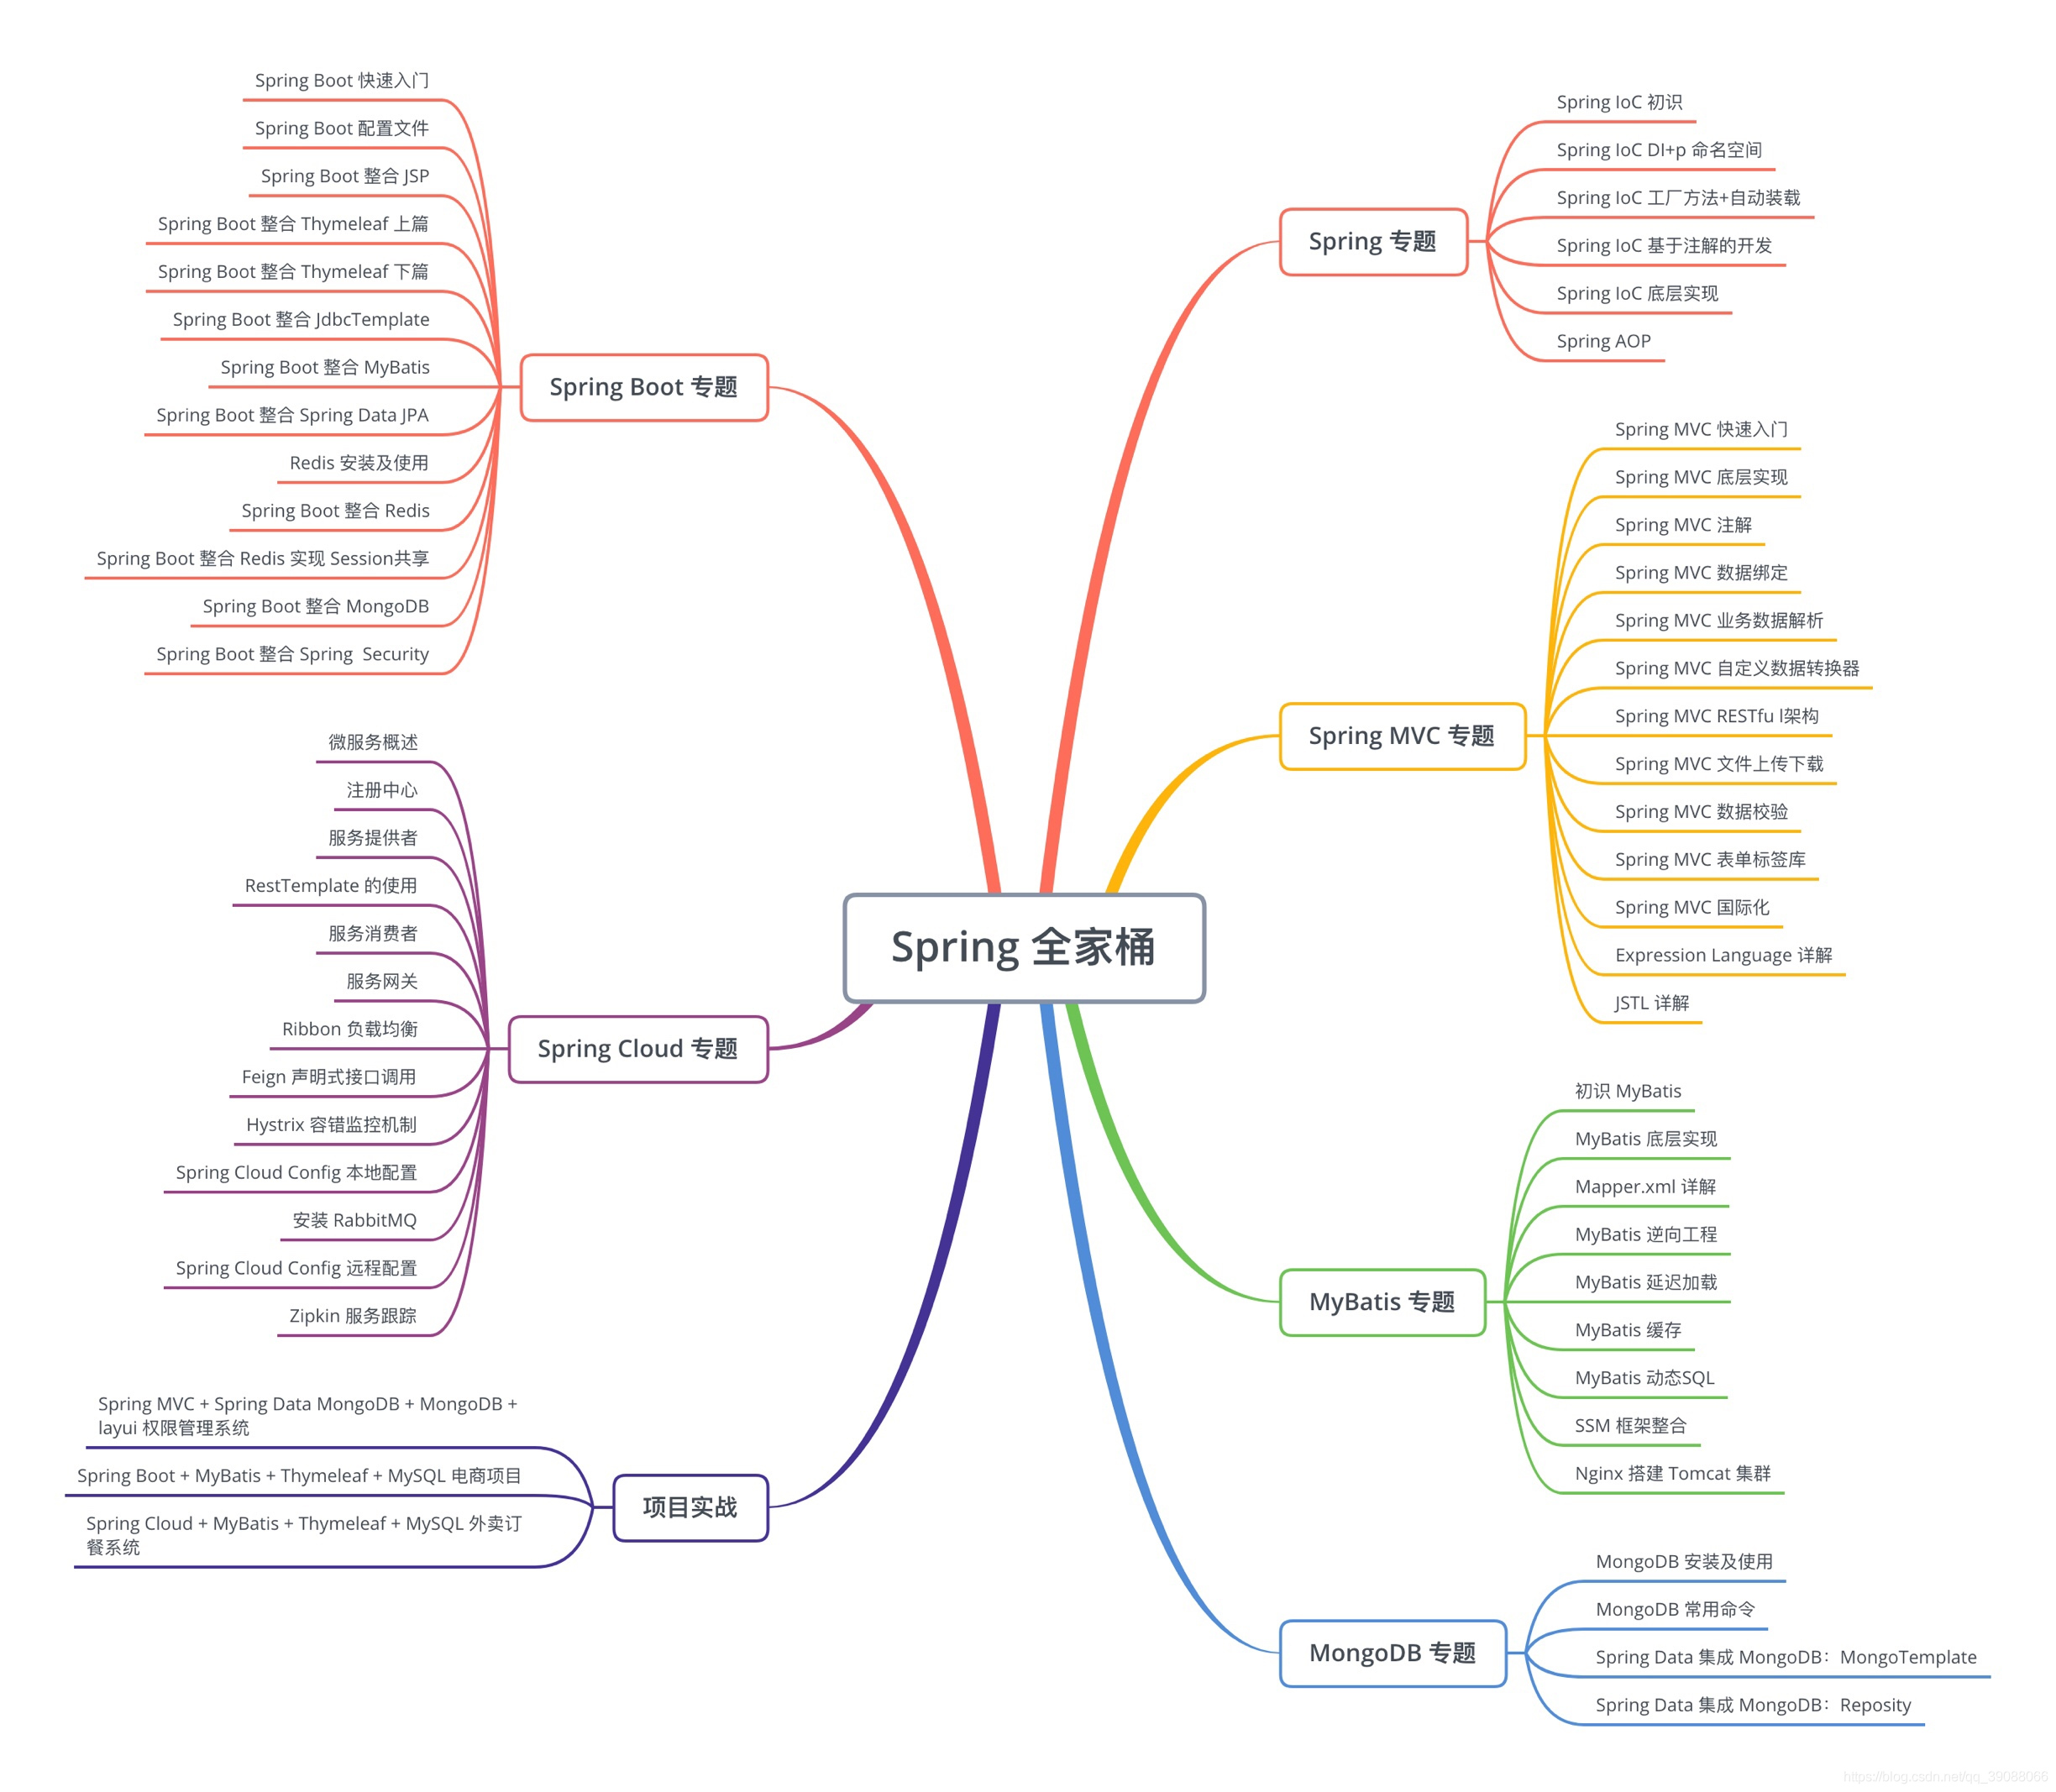 Spring 全家桶
Spring Boot 专题
Spring Boot 快速入门
Spring Boot 配置文件
Spring Boot 整合 JSP
Spring Boot 整合 Thymeleaf 上篇
Spring Boot 整合 Thymeleaf 下篇
Spring Boot 整合 JdbcTemplate
Spring Boot 整合 MyBatis
Spring Boot 整合 Spring Data JPA
Redis 安装及使用
Spring Boot 整合 Redis
Spring Boot 整合 Redis 实现 Session共享
Spring Boot 整合 MongoDB
Spring Boot 整合 Spring  Security
Spring Cloud 专题
微服务概述
注册中心
服务提供者
RestTemplate 的使用
服务消费者
服务网关
Ribbon 负载均衡
Feign 声明式接口调用
Hystrix 容错监控机制
Spring Cloud Config 本地配置
安装 RabbitMQ
Spring Cloud Config 远程配置
Zipkin 服务跟踪
项目实战
Spring MVC + Spring Data MongoDB + MongoDB +
layui 权限管理系统
Spring Boot + MyBatis + Thymeleaf + MySQL 电商项目
Spring Cloud + MyBatis + Thymeleaf + MySQL 外卖订
餐系统
Spring 专题
Spring IoC 初识
Spring IoC DI+p 命名空间
Spring IoC 工厂方法+自动装载
Spring IoC 基于注解的开发
Spring IoC 底层实现
Spring AOP
Spring MVC 专题
Spring MVC 快速入门
Spring MVC 底层实现
Spring MVC 注解
Spring MVC 数据绑定
Spring MVC 业务数据解析
Spring MVC 自定义数据转换器
Spring MVC RESTfu l架构
Spring MVC 文件上传下载
Spring MVC 数据校验
Spring MVC 表单标签库
Spring MVC 国际化
Expression Language 详解
JSTL 详解
MyBatis 专题
初识 MyBatis
MyBatis 底层实现
Mapper.xml 详解
MyBatis 逆向工程
MyBatis 延迟加载
MyBatis 缓存
MyBatis 动态SQL
SSM 框架整合
Nginx 搭建 Tomcat 集群
MongoDB 专题
MongoDB 安装及使用
MongoDB 常用命令
Spring Data 集成 MongoDB：MongoTemplate
Spring Data 集成 MongoDB：Reposity
https://blog.csdn.net/qq_39088066